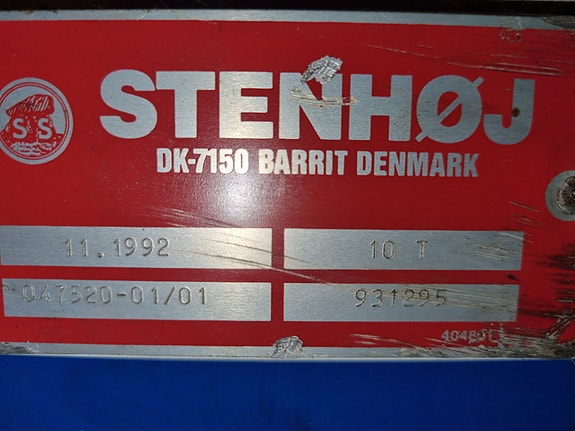 STENHØJ
SS
DK-7150 BARRIT DENMARK
11.1992 10 T
047520-01/01 931295